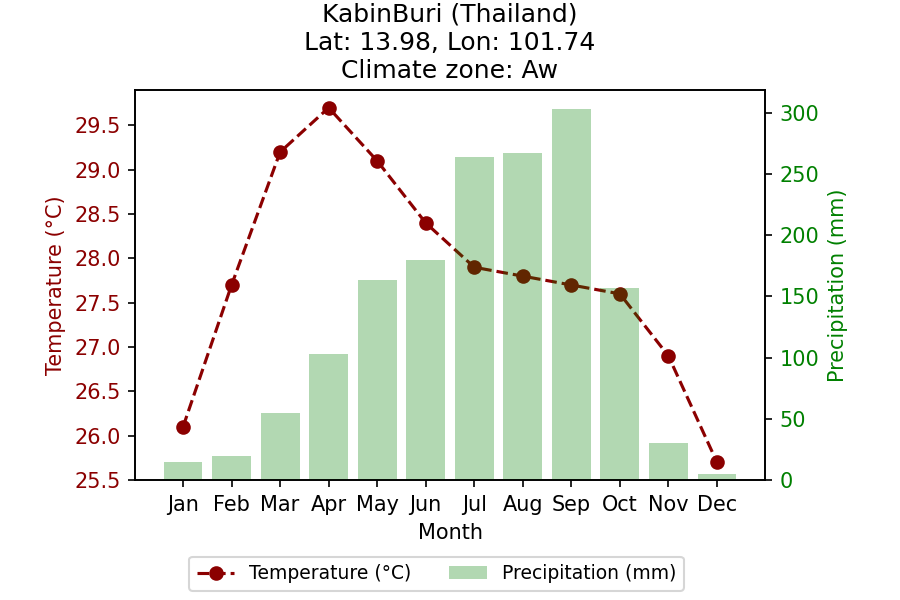 KabinBuri (Thailand)
Lat: 13.98, Lon: 101.74
Climate zone: Aw
Temperature (°C)
29.5
29.0
28.5
28.0
27.5
27.0
26.5
26.0
25.5
300
250
200
150
100
50
0
Precipitation (mm)
Jan Feb Mar Apr May Jun Jul Aug Sep Oct Nov Dec
Month
Temperature (°C) Precipitation (mm)